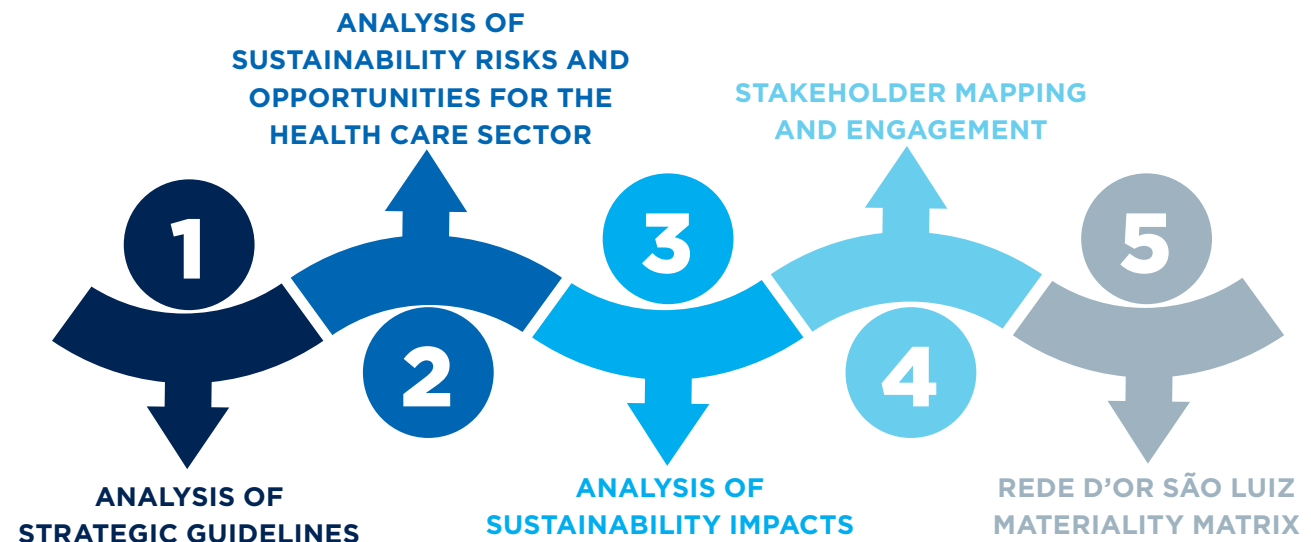 1
ANALYSIS OF
STRATEGIC GUIDELINES
ANALYSIS OF
SUSTAINABILITY RISKS AND
OPPORTUNITIES FOR THE
HEALTH CARE SECTOR
2
3
ANALYSIS OF
SUSTAINABILITY IMPACTS
STAKEHOLDER MAPPING
AND ENGAGEMENT
4
5
REDE D’OR SÃO LUIZ
MATERIALITY MATRIX